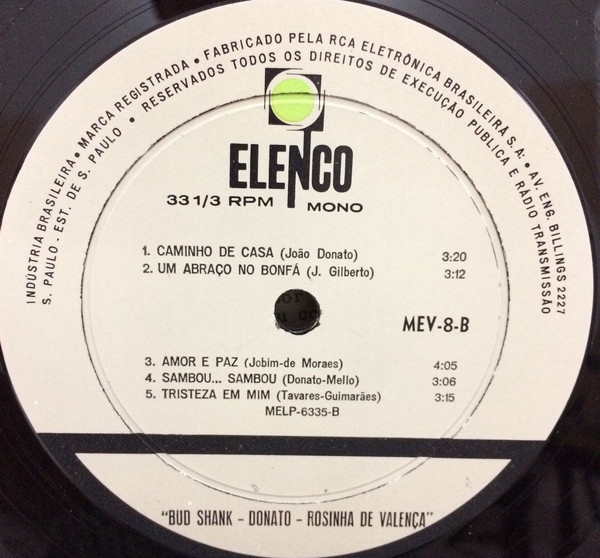 INDÚSTRIA BRASILEIRA • MARCA REGISTRADA • FABRICADO PELA RCA ELETRÔNICA BRASILEIRA S.A: • AV. ENG. BILLINGS 2227
S. PAULO - EST. DE S. PAULO • RESERVADOS TODOS OS DIREITOS DE EXECUÇÃO PUBLICA E RÁDIO TRANSMISSÃO
ELENCO
33 1/3 RPM MONO
1. CAMINHO DE CASA (João Donato) 3:20
2. UM ABRAÇO NO BONFÁ (J. Gilberto) 3:12
MEV-8-B
3. AMOR E PAZ (Jobim-de Moraes) 4:05
4. SAMBOU... SAMBOU (Donato-Mello) 3:06
5. TRISTEZA EM MIM (Tavares-Guimarães) 3:15
MELP-6335-B
"BUD SHANK - DONATO - ROSINHA DE VALENÇA"